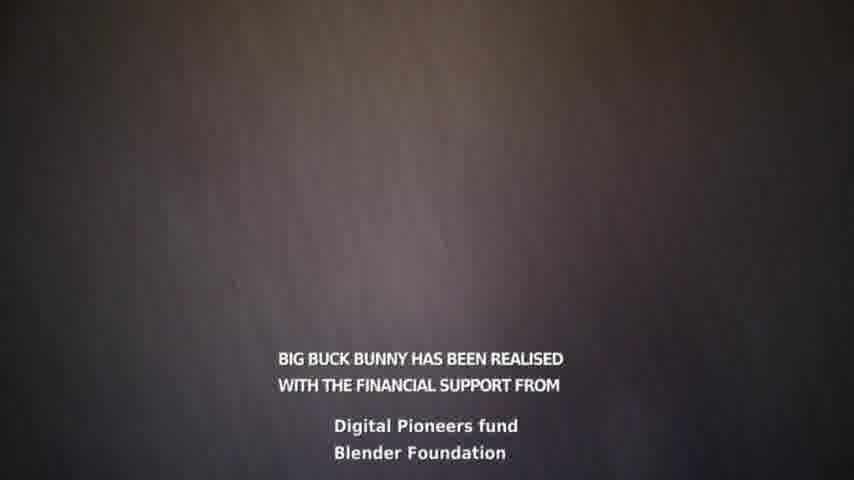 BIG BUCK BUNNY HAS BEEN REALISED
WITH THE FINANCIAL SUPPORT FROM
Digital Pioneers fund
Blender Foundation